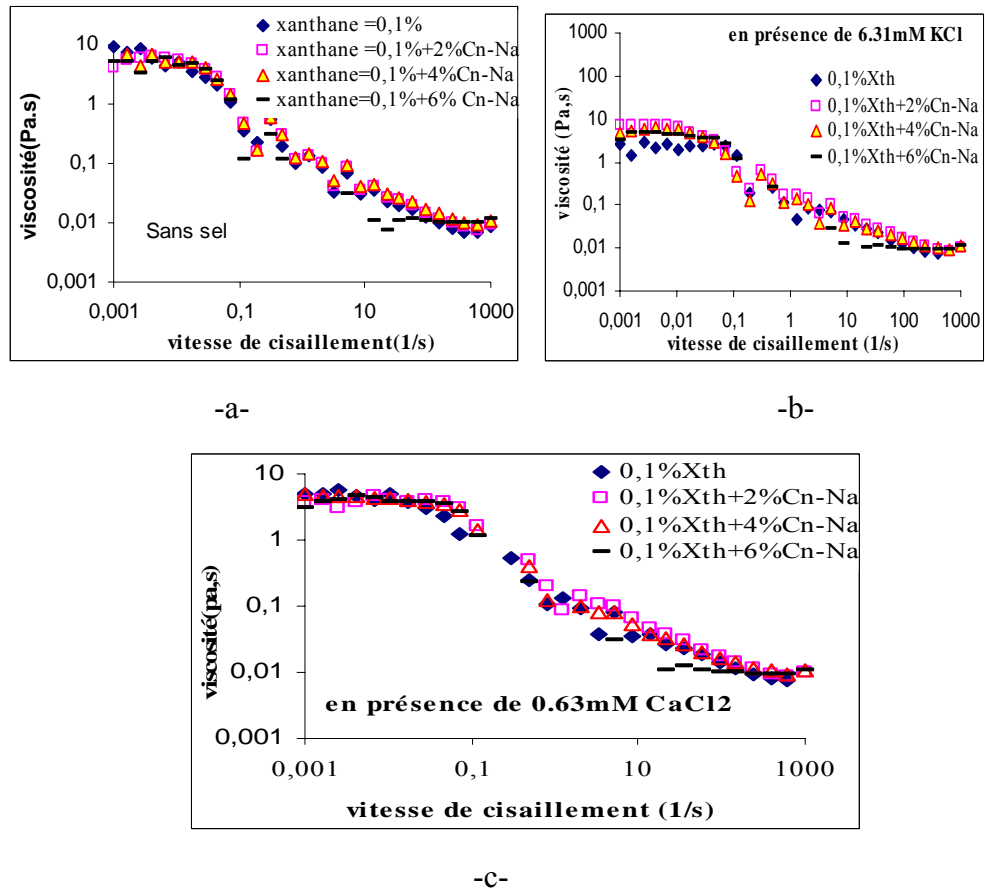 xanthane =0,1%
xanthane =0,1%+2%Cn-Na
xanthane=0,1%+4%Cn-Na
xanthane=0,1%+6% Cn-Na
10
1
0,1
0,01
0,001
viscosité(Pa.s)
Sans sel
0,001
0,1
10
1000
vitesse de cisaillement(1/s)
-a-
en présence de 6.31mM KCl
0,1%Xth
0,1%Xth+2%Cn-Na
0,1%Xth+4%Cn-Na
0,1%Xth+6%Cn-Na
1000
100
10
1
0,1
0,01
0,001
viscosité (Pa,s)
0,001
0,01
0,1
1
10
100
1000
vitesse de cisaillement (1/s)
-b-
0,1%Xth
0,1%Xth+2%Cn-Na
0,1%Xth+4%Cn-Na
0,1%Xth+6%Cn-Na
10
1
0,1
0,01
0,001
viscosité(pa,s)
en présence de 0.63mM CaCl2
0,001
0,1
10
1000
vitesse de cisaillement (1/s)
-c-